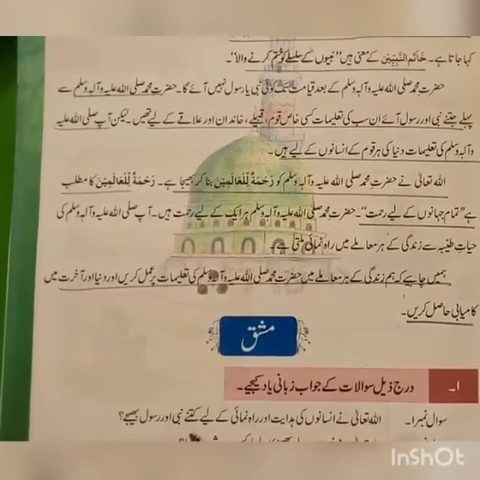 کہا جاتا ہے۔ خَاتَمُ النَّبِيِّيْن کے معنی ہیں "نبیوں کے سلسلے کو ختم کرنے والا"۔
حضرت محمد صلی اللہ علیہ وآلہ وسلم کے بعد قیامت تک کوئی نبی یا رسول نہیں آئے گا۔ حضرت محمد صلی اللہ علیہ وآلہ وسلم سے
پہلے جتنے نبی اور رسول آئے ان سب کی تعلیمات کسی خاص قوم، قبیلے، خاندان اور علاقے کے لیے تھیں۔ لیکن آپ صلی اللہ علیہ
وآلہ وسلم کی تعلیمات دنیا کی ہر قوم کے انسانوں کے لیے ہیں۔
اللہ تعالیٰ نے حضرت محمد صلی اللہ علیہ وآلہ وسلم کو رَحْمَةٌ لِّلْعَالَمِيْن بنا کر بھیجا ہے۔ رَحْمَةٌ لِّلْعَالَمِيْن کا مطلب
ہے "تمام جہانوں کے لیے رحمت"۔ حضرت محمد صلی اللہ علیہ وآلہ وسلم ہر ایک کے لیے رحمت ہیں۔ آپ صلی اللہ علیہ وآلہ وسلم کی
حیاتِ طیبہ سے زندگی کے ہر معاملے میں راہ نمائی ملتی ہے۔
ہمیں چاہیے کہ ہم زندگی کے ہر معاملے میں حضرت محمد صلی اللہ علیہ وآلہ وسلم کی تعلیمات پر عمل کریں اور دنیا اور آخرت میں
کامیابی حاصل کریں۔
مشق
۱۔ درج ذیل سوالات کے جواب زبانی یاد کیجیے۔
سوال نمبر۱۔ اللہ تعالیٰ نے انسانوں کی ہدایت اور راہ نمائی کے لیے کتنے نبی اور رسول بھیجے؟
InShOt